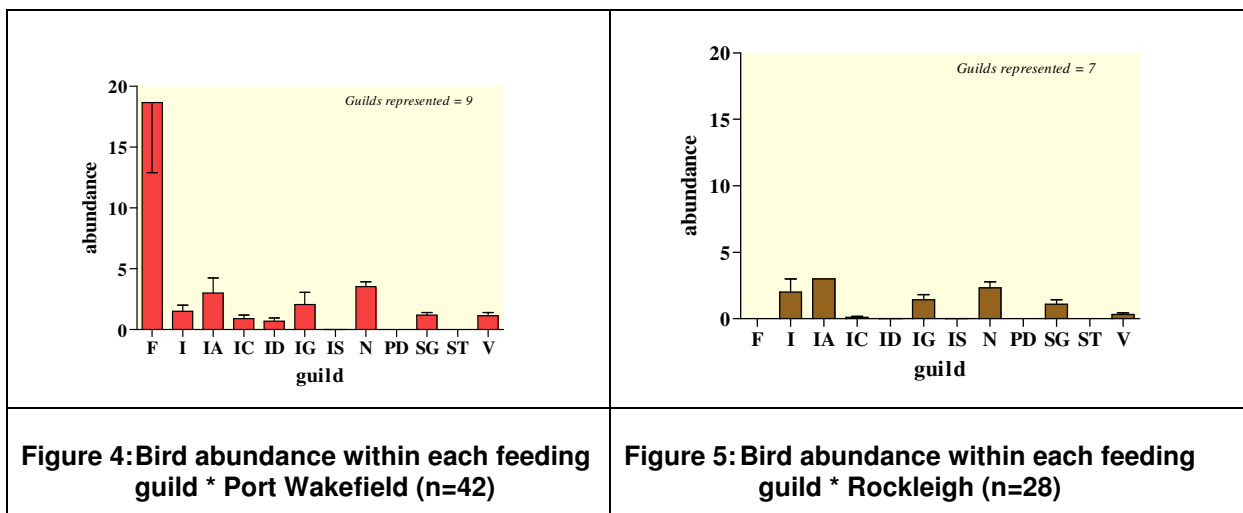 Guilds represented = 9
20
15
10
5
0
abundance
F I IA IC ID IG IS N PD SG ST V
guild
Figure 4: Bird abundance within each feeding
guild * Port Wakefield (n=42)
Guilds represented = 7
20
15
10
5
0
abundance
F I IA IC ID IG IS N PD SG ST V
guild
Figure 5: Bird abundance within each feeding
guild * Rockleigh (n=28)